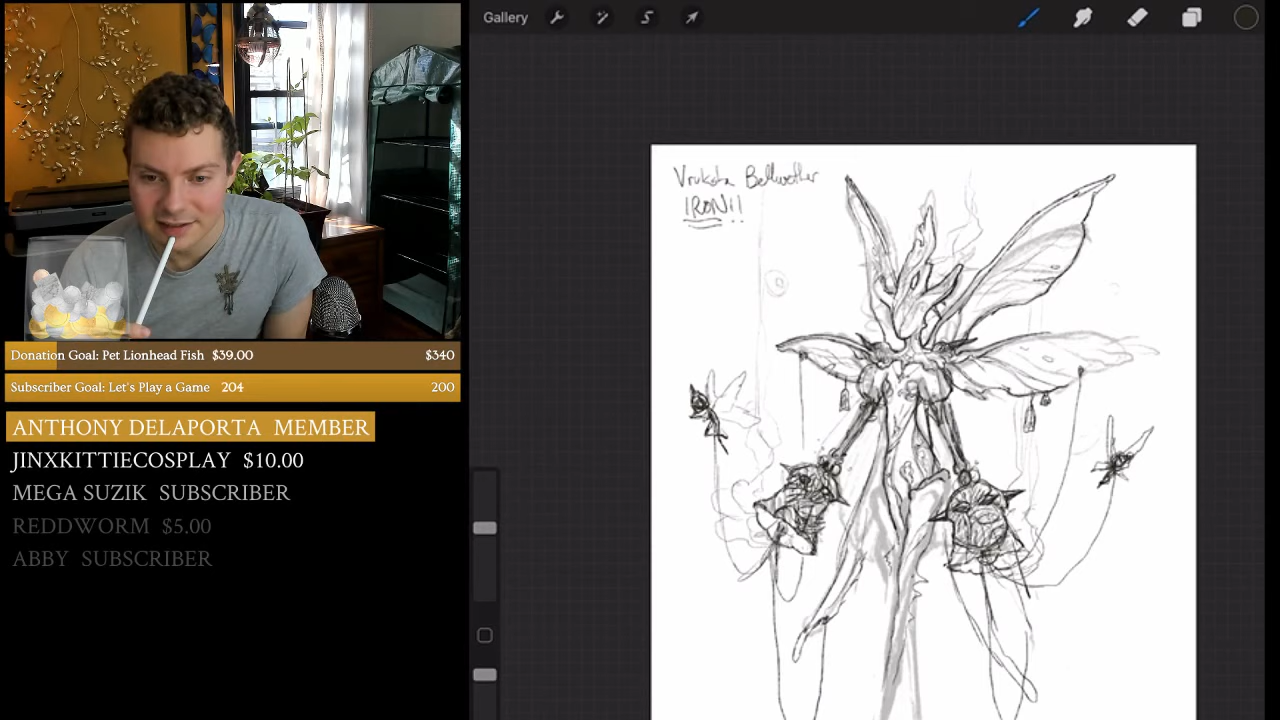 Gallery
Vrukota Bellwether
IRON!!
Donation Goal: Pet Lionhead Fish $39.00 $340
Subscriber Goal: Let's Play a Game 204 200
ANTHONY DELAPORTA MEMBER
JINXKITTIECOSPLAY $10.00
MEGA SUZIK SUBSCRIBER
REDDWORM $5.00
ABBY SUBSCRIBER